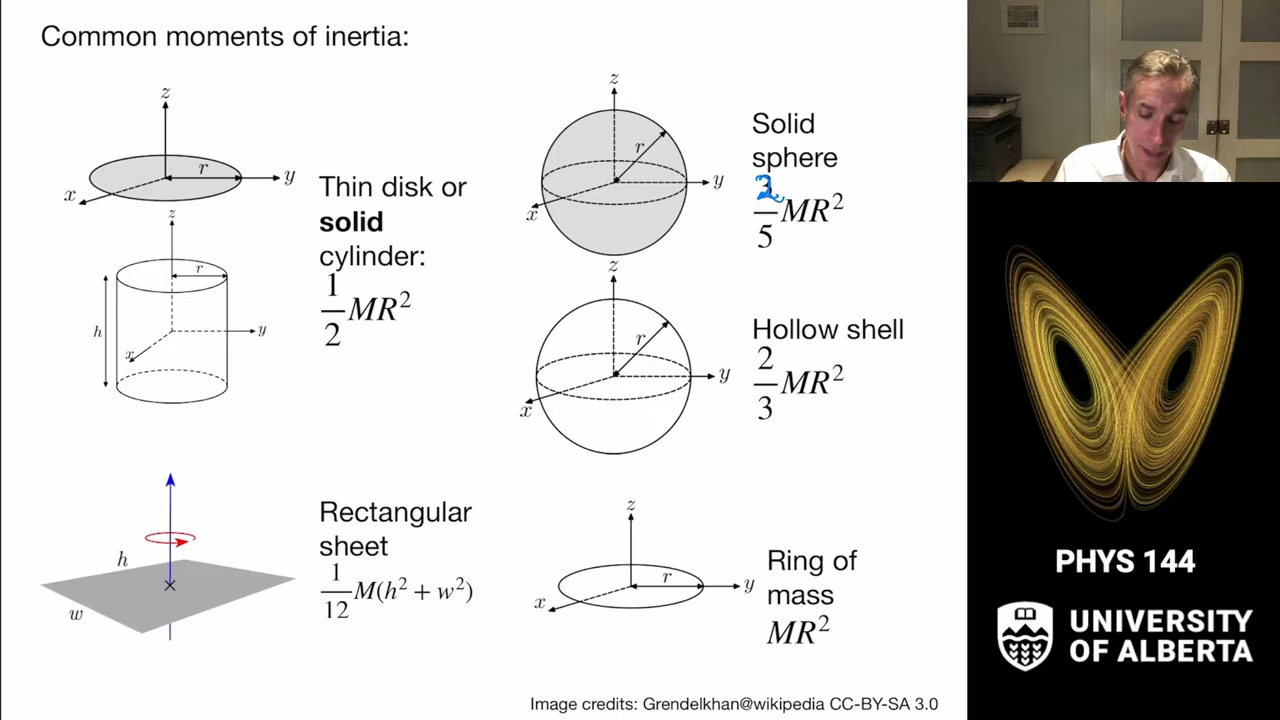 Common moments of inertia:
z
r
y
x
Thin disk or
solid
cylinder:
1
2
MR²
z
r
h
y
x
h
w
Rectangular
sheet
1
12
M(h² + w²)
z
r
y
x
Solid
sphere
2
5
MR²
z
r
y
x
Hollow shell
2
3
MR²
z
r
y
x
Ring of
mass
MR²
Image credits: Grendelkhan@wikipedia CC-BY-SA 3.0
PHYS 144
UNIVERSITY
OF ALBERTA